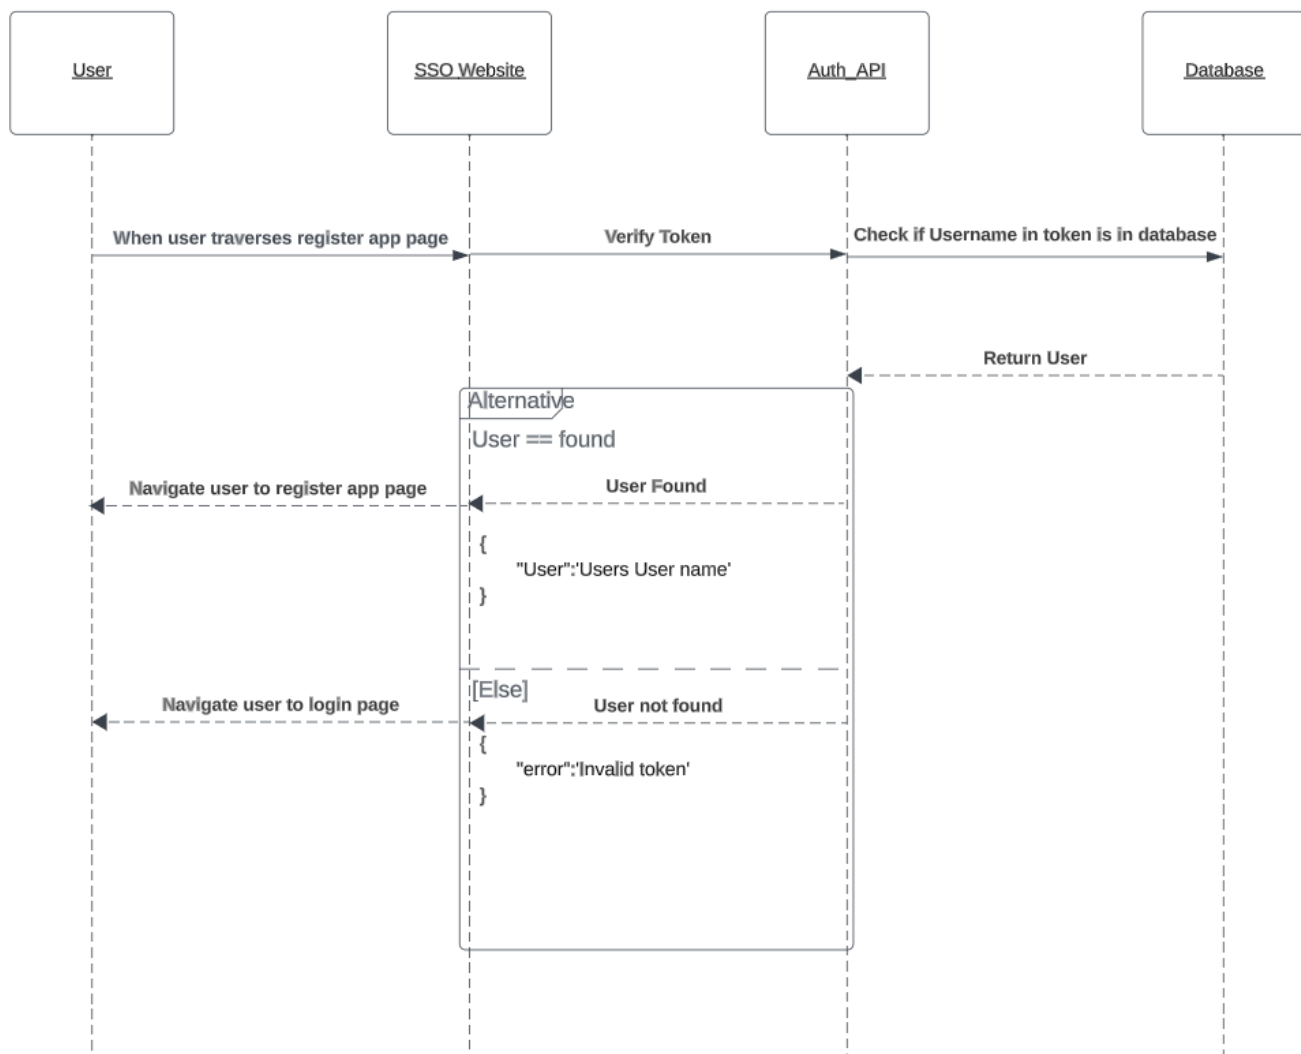 User
SSO Website
Auth_API
Database
When user traverses register app page
Verify Token
Check if Username in token is in database
Return User
Alternative
User == found
Navigate user to register app page
User Found
{
"User":'Users User name'
}
[Else]
Navigate user to login page
User not found
{
"error":'Invalid token'
}